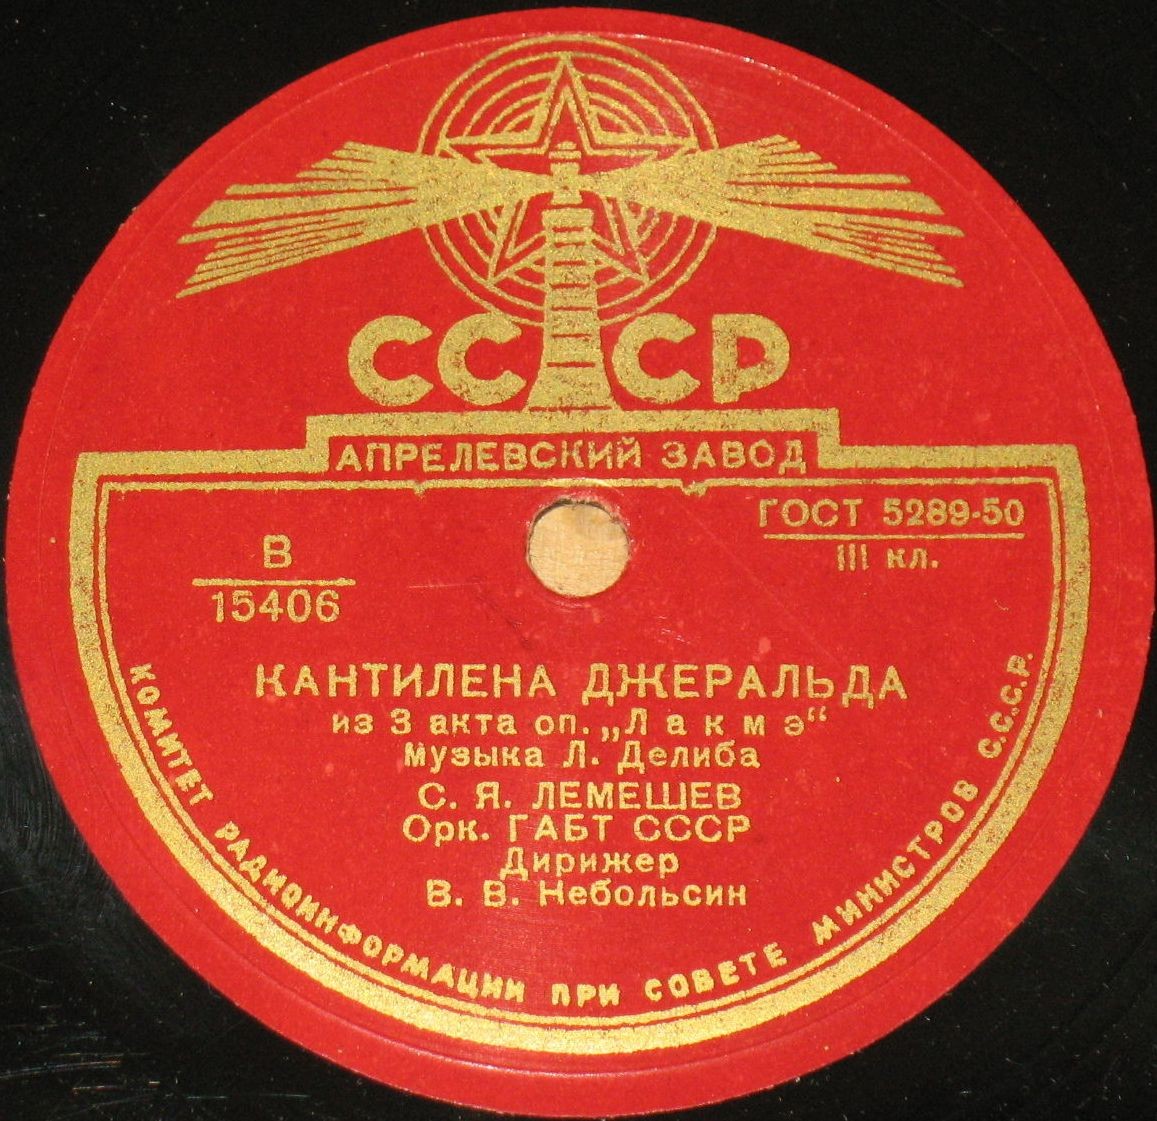 СССР
АПРЕЛЕВСКИЙ ЗАВОД
ГОСТ 5289-50
III кл.
В
15406
КАНТИЛЕНА ДЖЕРАЛЬДА
из 3 акта оп. „Лакмэ“
Музыка Л. Делиба
С. Я. ЛЕМЕШЕВ
Орк. ГАБТ СССР
Дирижер
В. В. Небольсин
КОМИТЕТ РАДИОИНФОРМАЦИИ ПРИ СОВЕТЕ МИНИСТРОВ С.С.С.Р.